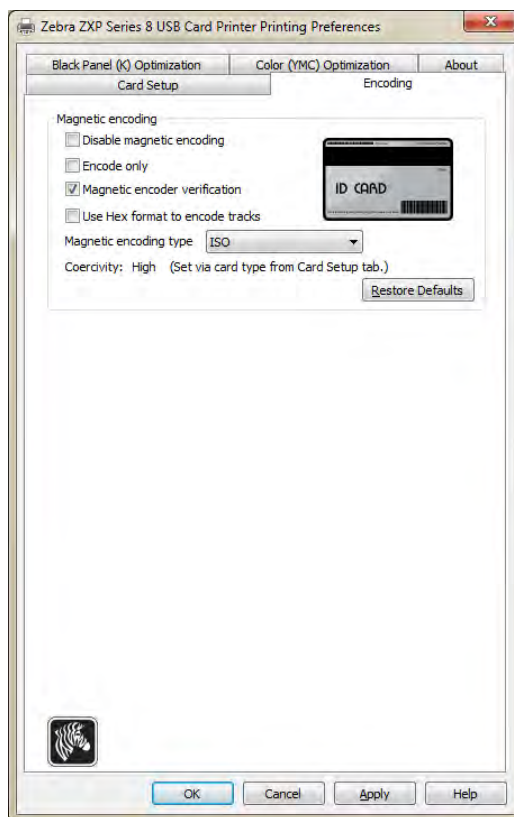 Zebra ZXP Series 8 USB Card Printer Printing Preferences
Black Panel (K) Optimization Color (YMC) Optimization About
Card Setup Encoding
Magnetic encoding
Disable magnetic encoding
Encode only
Magnetic encoder verification
Use Hex format to encode tracks
ID CARD
Magnetic encoding type ISO
Coercivity: High (Set via card type from Card Setup tab.)
Restore Defaults
OK Cancel Apply Help